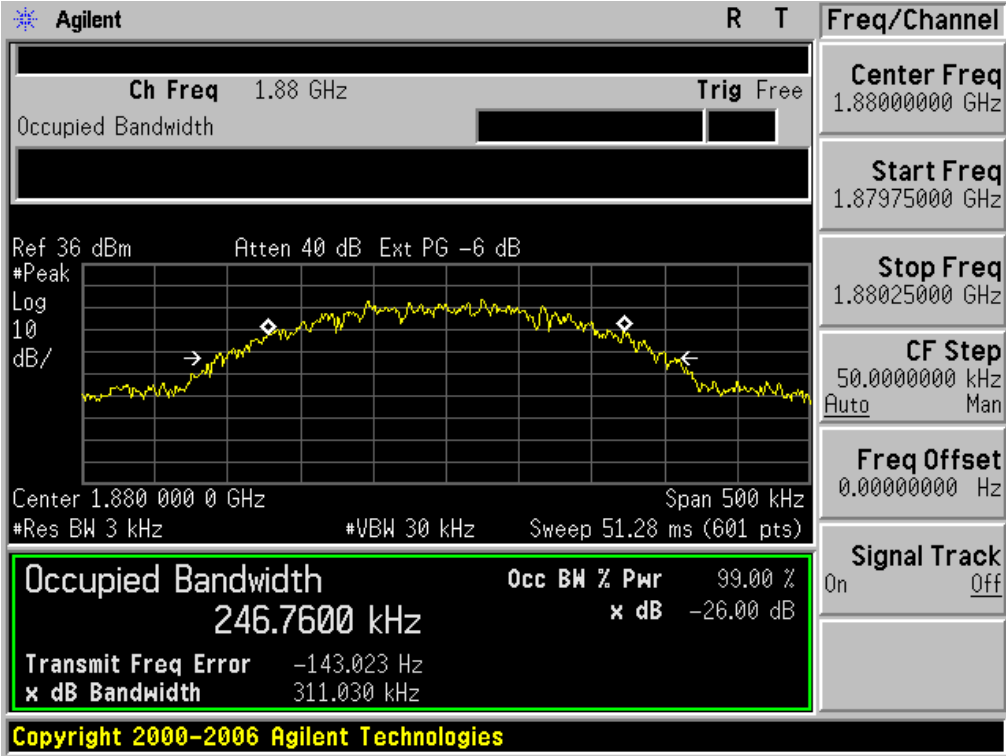 Agilent R T
Freq/Channel
Ch Freq 1.88 GHz Trig Free
Occupied Bandwidth
Center Freq
1.88000000 GHz
Start Freq
1.87975000 GHz
Stop Freq
1.88025000 GHz
CF Step
50.0000000 kHz
Auto Man
Freq Offset
0.00000000 Hz
Signal Track
On Off
Ref 36 dBm Atten 40 dB Ext PG -6 dB
#Peak
Log
10
dB/
Center 1.880 000 0 GHz Span 500 kHz
#Res BW 3 kHz #VBW 30 kHz Sweep 51.28 ms (601 pts)
Occupied Bandwidth Occ BW % Pwr 99.00 %
246.7600 kHz x dB -26.00 dB
Transmit Freq Error -143.023 Hz
x dB Bandwidth 311.030 kHz
Copyright 2000-2006 Agilent Technologies